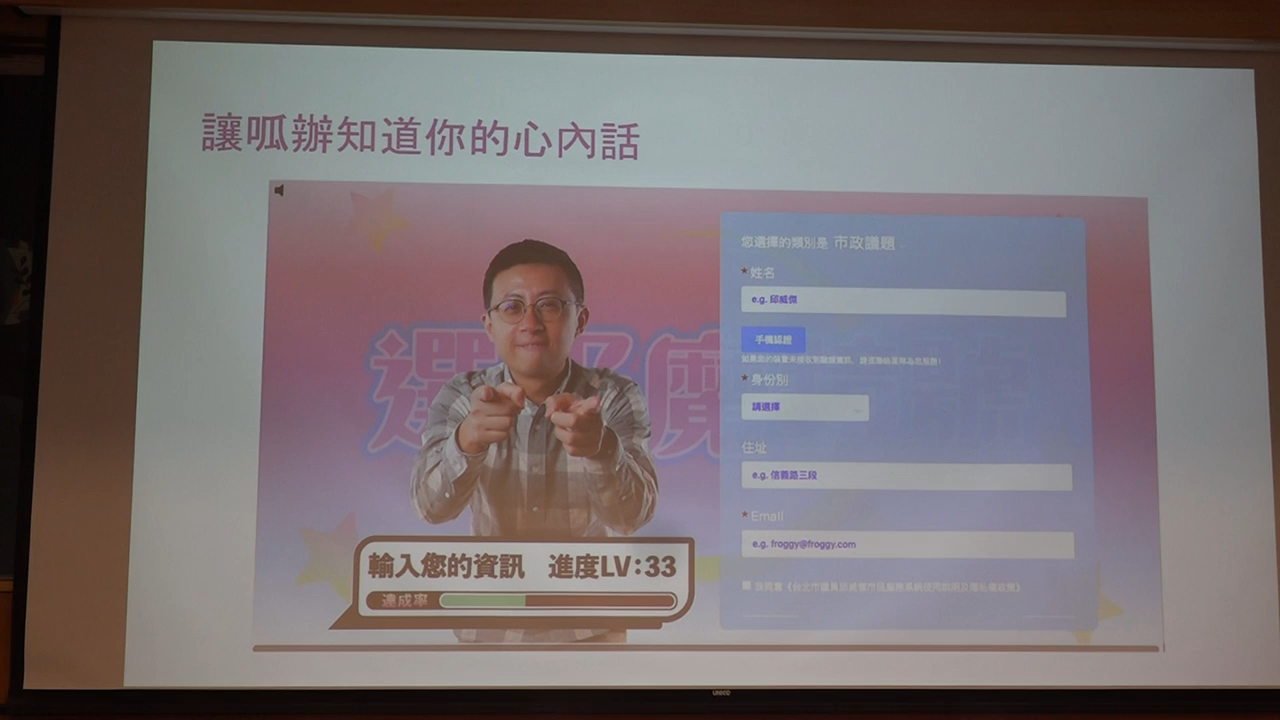 讓呱辦知道你的心內話
您選擇的類別是 市政議題
*姓名
e.g. 邱威傑
手機認證
*身份別
請選擇
住址
e.g. 信義路三段
*Email
e.g. froggy@froggy.com
輸入您的資訊 進度LV:33
達成率